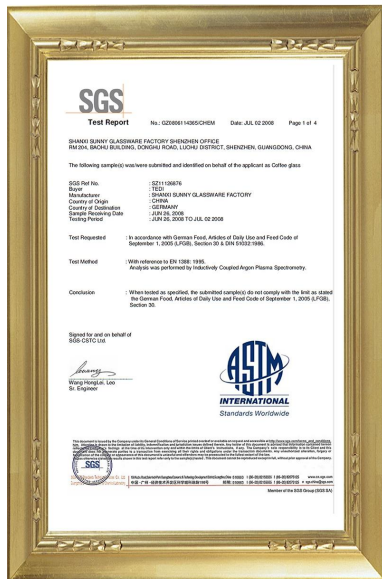 SGS
Test Report No.: GZ0806114365/CHEM Date: JUL 02 2008 Page 1 of 4
SHANXI SUNNY GLASSWARE FACTORY SHENZHEN OFFICE
RM 204, BAOHU BUILDING, DONGHU ROAD, LUOHU DISTRICT, SHENZHEN, GUANGDONG, CHINA
The following sample(s) was/were submitted and identified on behalf of the applicant as Coffee glass
SGS Ref No. : SZ11126876
Buyer : TEDI
Manufacturer : SHANXI SUNNY GLASSWARE FACTORY
Country of Origin : CHINA
Country of Destination : GERMANY
Sample Receiving Date : JUN 26, 2008
Testing Period : JUN 26, 2008 TO JUL 02 2008
Test Requested : In accordance with German Food, Articles of Daily Use and Feed Code of
September 1, 2005 (LFGB), Section 30 & DIN 51032:1986.
Test Method : With reference to EN 1388: 1995.
Analysis was performed by Inductively Coupled Argon Plasma Spectrometry.
Conclusion : When tested as specified, the submitted sample(s) do not comply with the limit as stated
the German Food, Articles of Daily Use and Feed Code of September 1, 2005 (LFGB),
Section 30.
Signed for and on behalf of
SGS-CSTC Ltd.
Wang HongLei, Leo
Sr. Engineer
ASTM
INTERNATIONAL
Standards Worldwide
SGS
Member of the SGS Group (SGS SA)